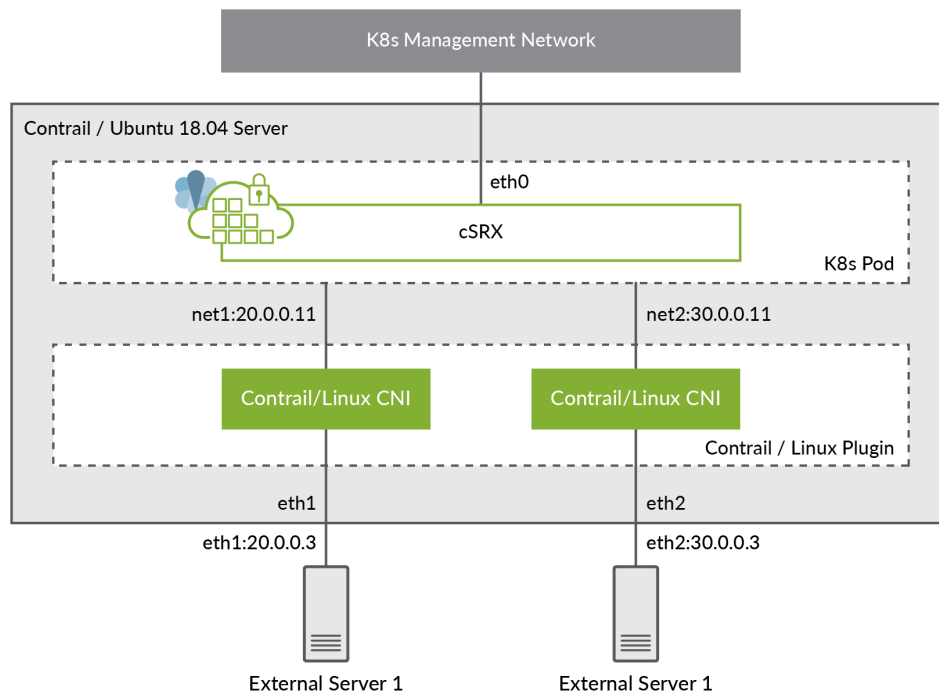 K8s Management Network
Contrail / Ubuntu 18.04 Server
eth0
cSRX
K8s Pod
net1:20.0.0.11
net2:30.0.0.11
Contrail/Linux CNI
Contrail/Linux CNI
Contrail / Linux Plugin
eth1
eth2
eth1:20.0.0.3
eth2:30.0.0.3
External Server 1
External Server 1